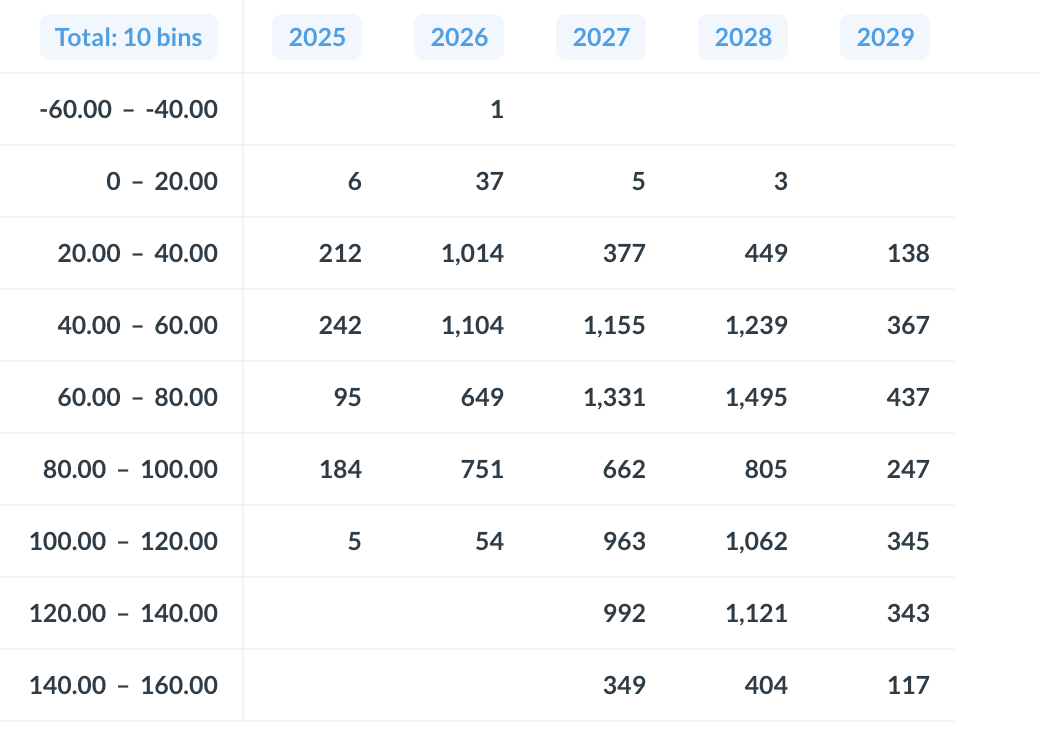 Total: 10 bins 2025 2026 2027 2028 2029
-60.00 – -40.00 1
0 – 20.00 6 37 5 3
20.00 – 40.00 212 1,014 377 449 138
40.00 – 60.00 242 1,104 1,155 1,239 367
60.00 – 80.00 95 649 1,331 1,495 437
80.00 – 100.00 184 751 662 805 247
100.00 – 120.00 5 54 963 1,062 345
120.00 – 140.00 992 1,121 343
140.00 – 160.00 349 404 117